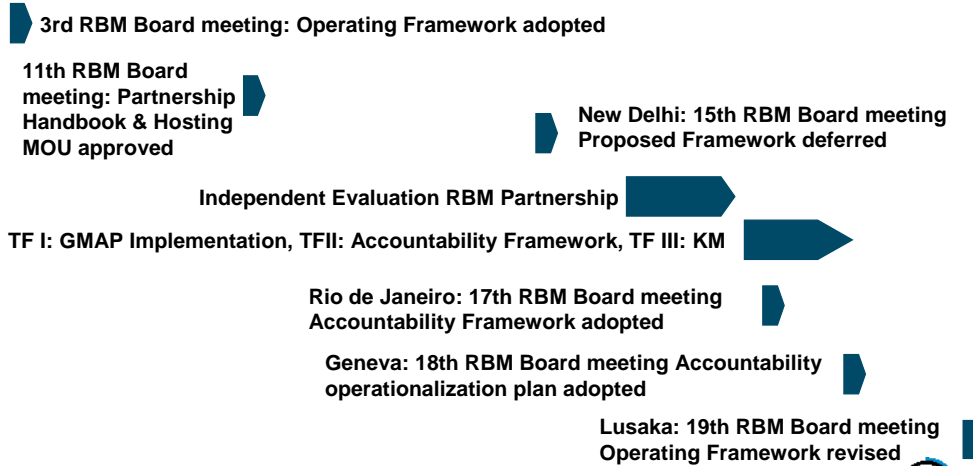 3rd RBM Board meeting: Operating Framework adopted
11th RBM Board
meeting: Partnership
Handbook & Hosting
MOU approved
New Delhi: 15th RBM Board meeting
Proposed Framework deferred
Independent Evaluation RBM Partnership
TF I: GMAP Implementation, TFII: Accountability Framework, TF III: KM
Rio de Janeiro: 17th RBM Board meeting
Accountability Framework adopted
Geneva: 18th RBM Board meeting Accountability
operationalization plan adopted
Lusaka: 19th RBM Board meeting
Operating Framework revised